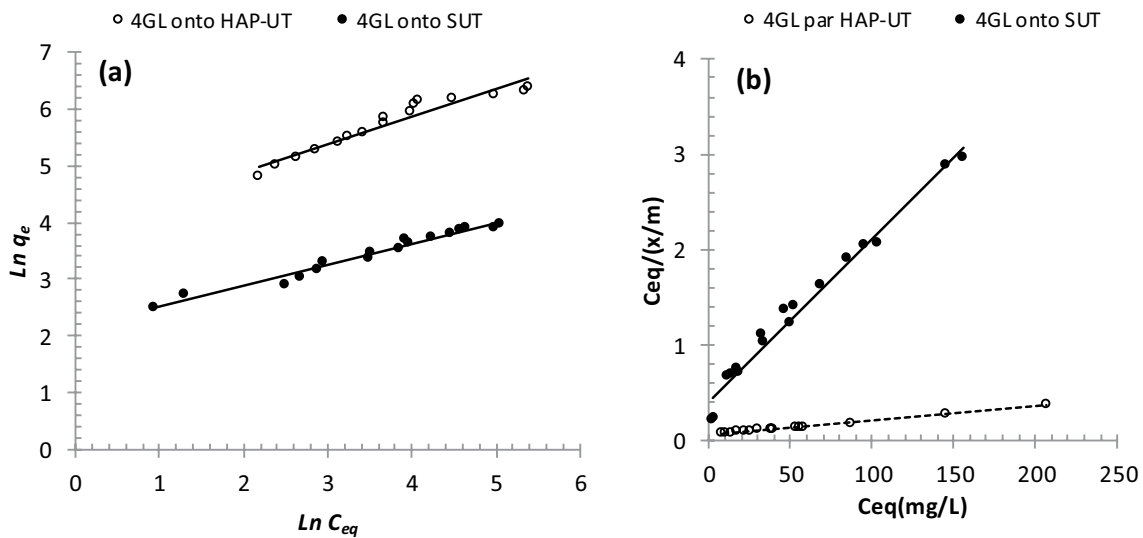 4GL onto HAP-UT 4GL onto SUT
(a)
7
6
5
4
3
2
1
0
Ln qe
0 1 2 3 4 5 6
Ln Ceq
4GL par HAP-UT 4GL onto SUT
(b)
4
3
2
1
0
Ceq/(x/m)
0 50 100 150 200 250
Ceq(mg/L)